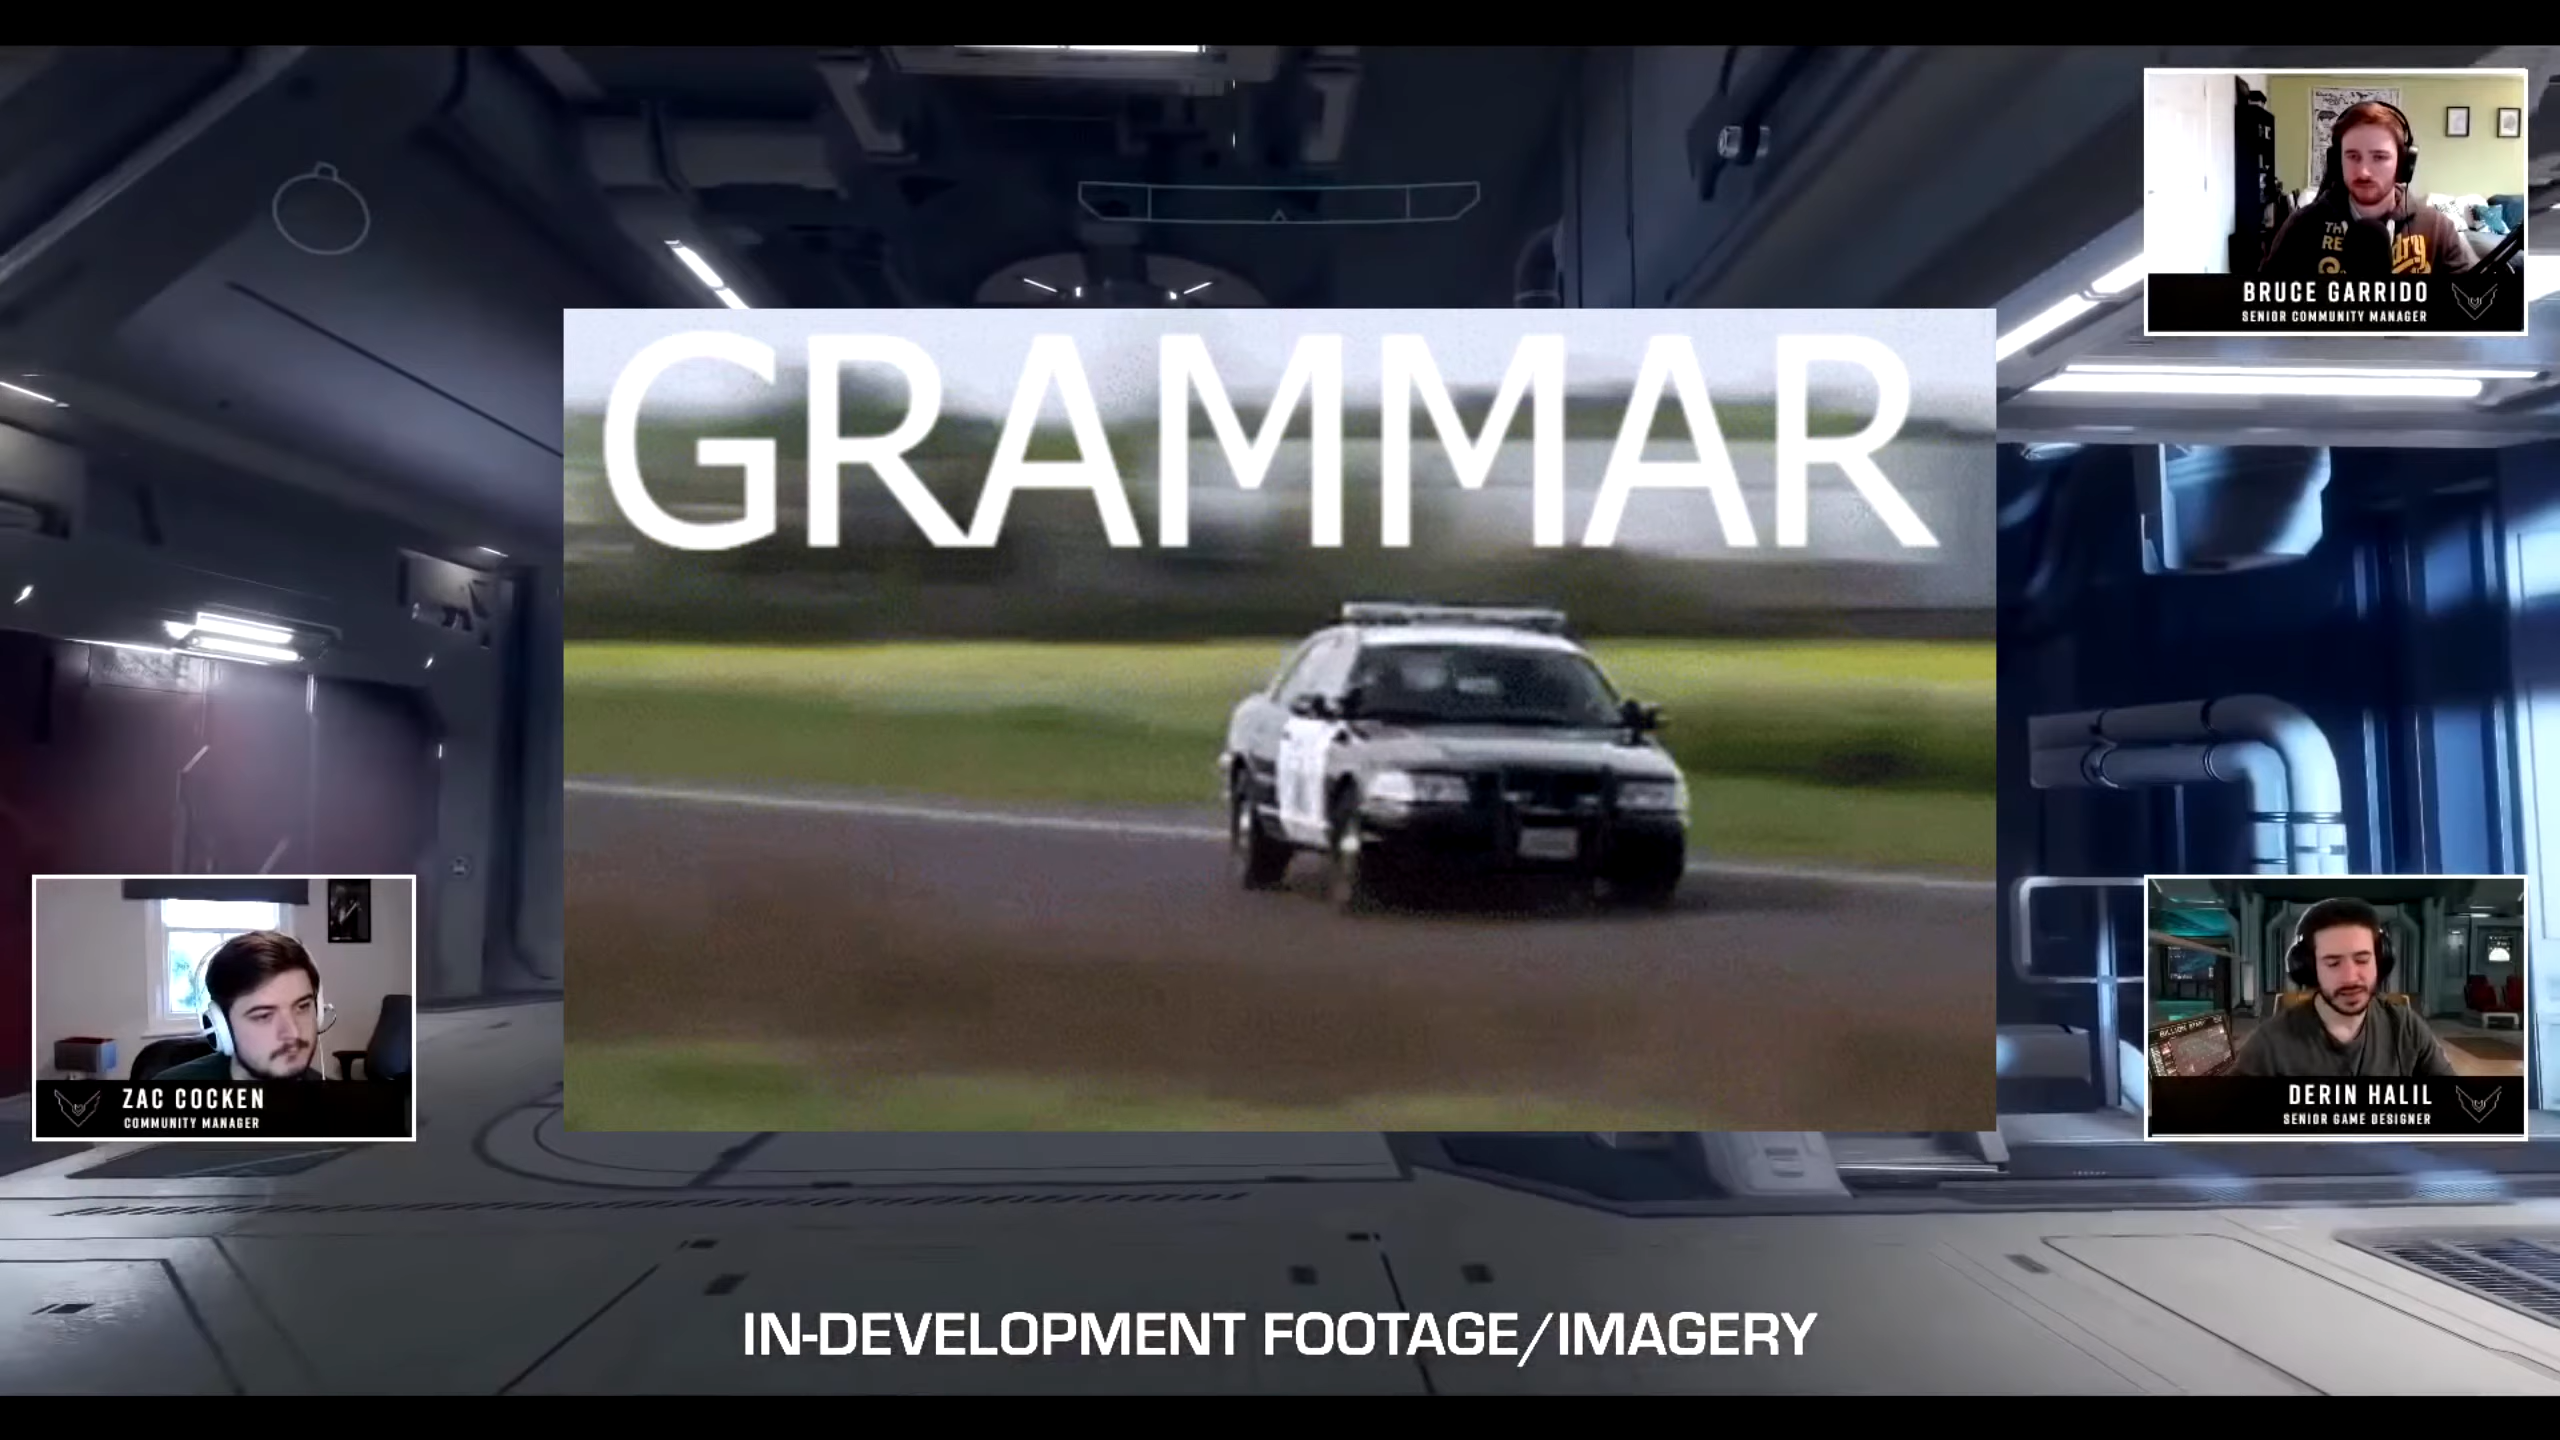 BRUCE GARRIDO
SENIOR COMMUNITY MANAGER
GRAMMAR
ZAC COCKEN
COMMUNITY MANAGER
DERIN HALIL
SENIOR GAME DESIGNER
IN-DEVELOPMENT FOOTAGE/IMAGERY